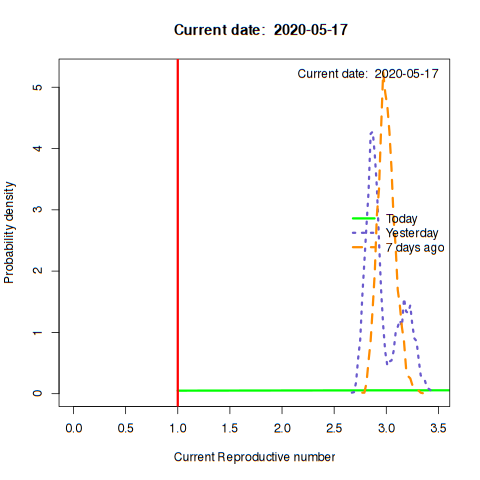 Current date:  2020-05-17
Current date:  2020-05-17
Probability density
5
4
3
2
1
0
Today
Yesterday
7 days ago
0.0 0.5 1.0 1.5 2.0 2.5 3.0 3.5
Current Reproductive number